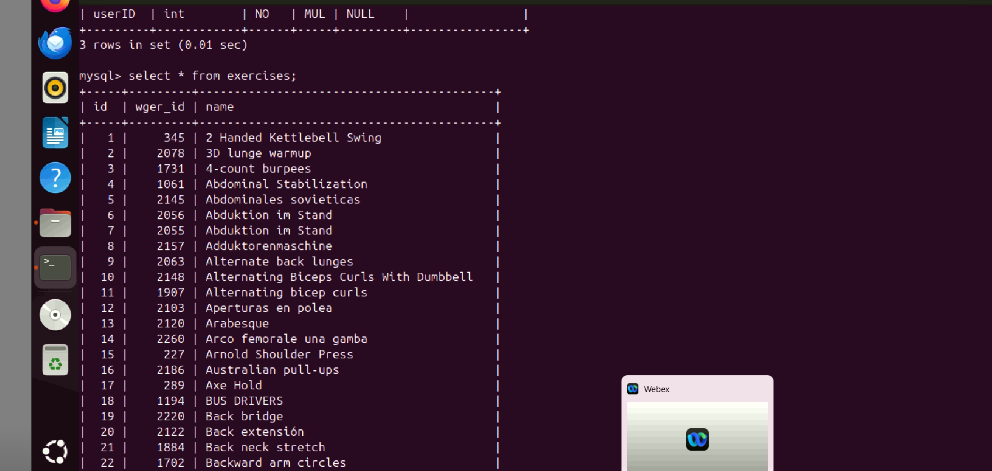 | userID | int | NO | MUL | NULL | |
+---------+------------+------+-----+---------+----------------+
3 rows in set (0.01 sec)
mysql> select * from exercises;
+-----+---------+------------------------------------------+
| id | wger_id | name |
+-----+---------+------------------------------------------+
| 1 | 345 | 2 Handed Kettlebell Swing |
| 2 | 2078 | 3D lunge warmup |
| 3 | 1731 | 4-count burpees |
| 4 | 1061 | Abdominal Stabilization |
| 5 | 2145 | Abdominales sovieticas |
| 6 | 2056 | Abduktion im Stand |
| 7 | 2055 | Abduktion im Stand |
| 8 | 2157 | Adduktorenmaschine |
| 9 | 2063 | Alternate back lunges |
| 10 | 2148 | Alternating Biceps Curls With Dumbbell |
| 11 | 1907 | Alternating bicep curls |
| 12 | 2103 | Aperturas en polea |
| 13 | 2120 | Arabesque |
| 14 | 2260 | Arco femorale una gamba |
| 15 | 227 | Arnold Shoulder Press |
| 16 | 2186 | Australian pull-ups |
| 17 | 289 | Axe Hold |
| 18 | 1194 | BUS DRIVERS |
| 19 | 2220 | Back bridge |
| 20 | 2122 | Back extensión |
| 21 | 1884 | Back neck stretch |
| 22 | 1702 | Backward arm circles |
Webex